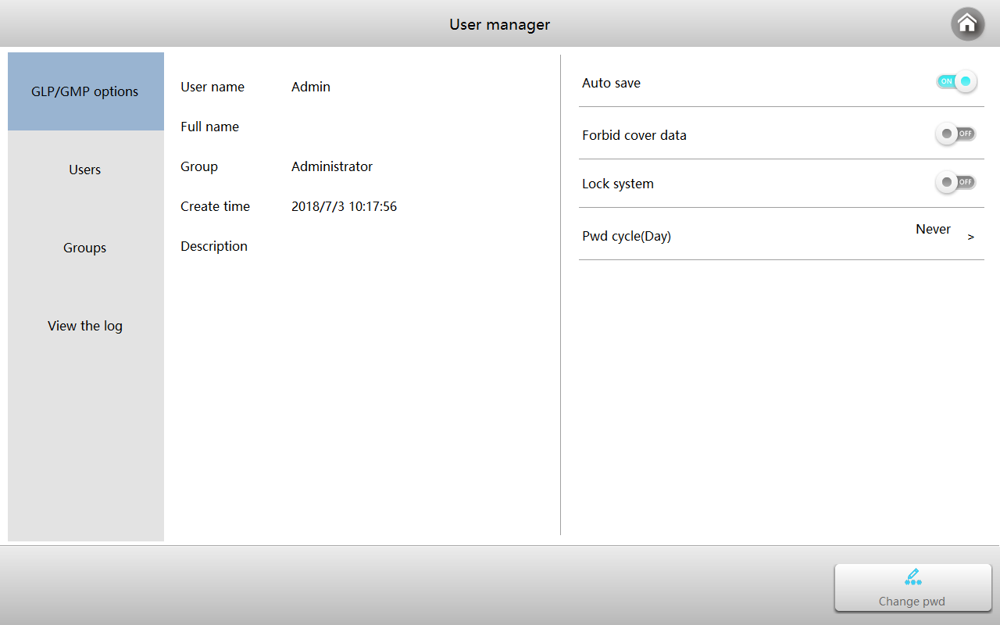 User manager
GLP/GMP options
Users
Groups
View the log
User name Admin
Full name
Group Administrator
Create time 2018/7/3 10:17:56
Description
Auto save ON
Forbid cover data OFF
Lock system OFF
Pwd cycle(Day) Never >
Change pwd